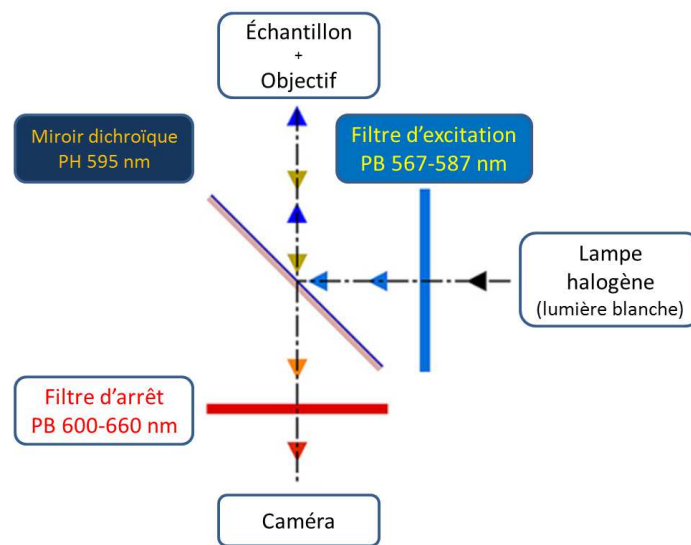 Échantillon
+
Objectif
Miroir dichroïque
PH 595 nm
Filtre d'excitation
PB 567-587 nm
Lampe
halogène
(lumière blanche)
Filtre d'arrêt
PB 600-660 nm
Caméra